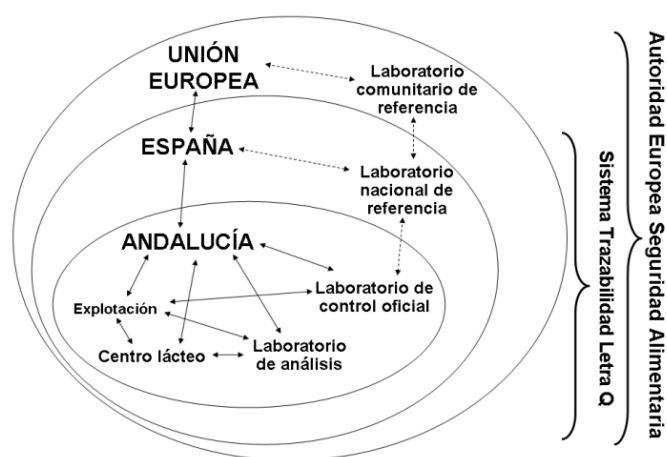 UNIÓN
EUROPEA
Laboratorio
comunitario de
referencia
ESPAÑA
Laboratorio
nacional de
referencia
ANDALUCÍA
Laboratorio de
control oficial
Explotación
Centro lácteo
Laboratorio
de análisis
Sistema Trazabilidad Letra Q
Autoridad Europea Seguridad Alimentaria